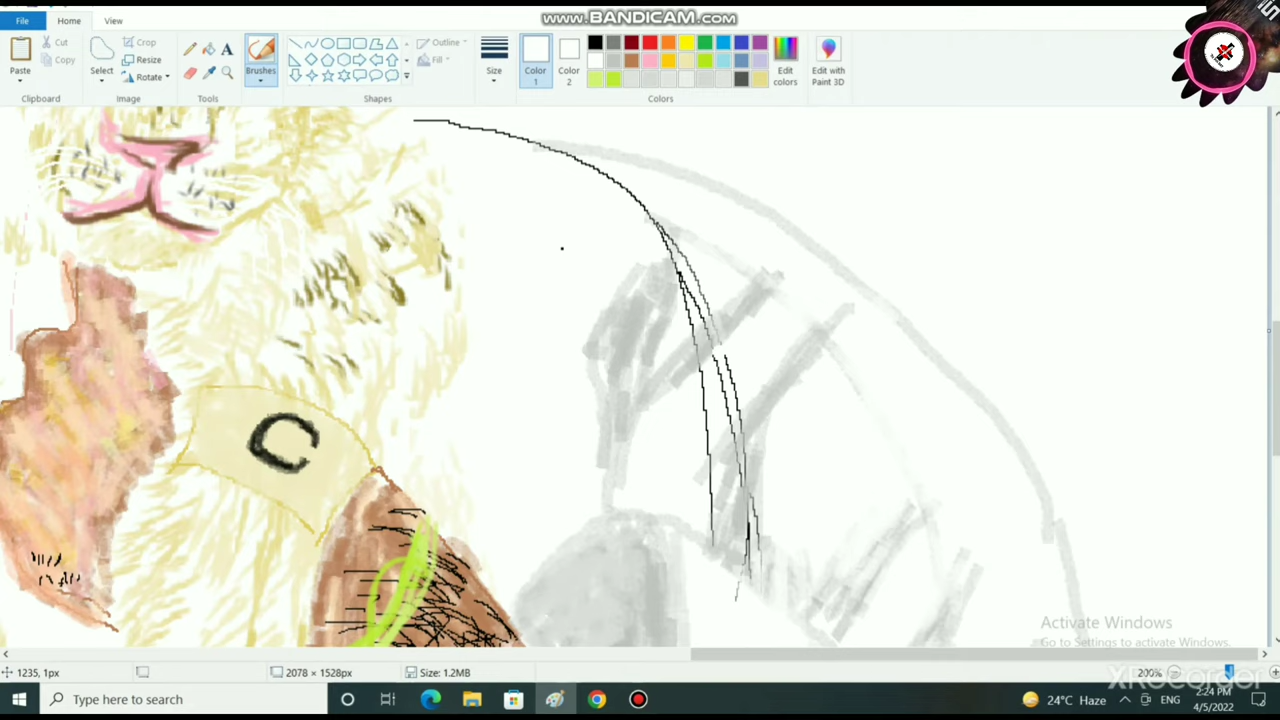 www.BANDICAM.com
File
Home
View
Paste
Cut
Copy
Clipboard
Select
Crop
Resize
Rotate
Image
A
Tools
Brushes
Outline
Fill
Shapes
Size
Color 1
Color 2
Edit colors
Edit with Paint 3D
Colors
C
Activate Windows
Go to Settings to activate Windows.
1235, 1px
2078 × 1528px
Size: 1.2MB
200%
XRecorder
Type here to search
24°C Haze
ENG
2:24 PM
4/5/2022